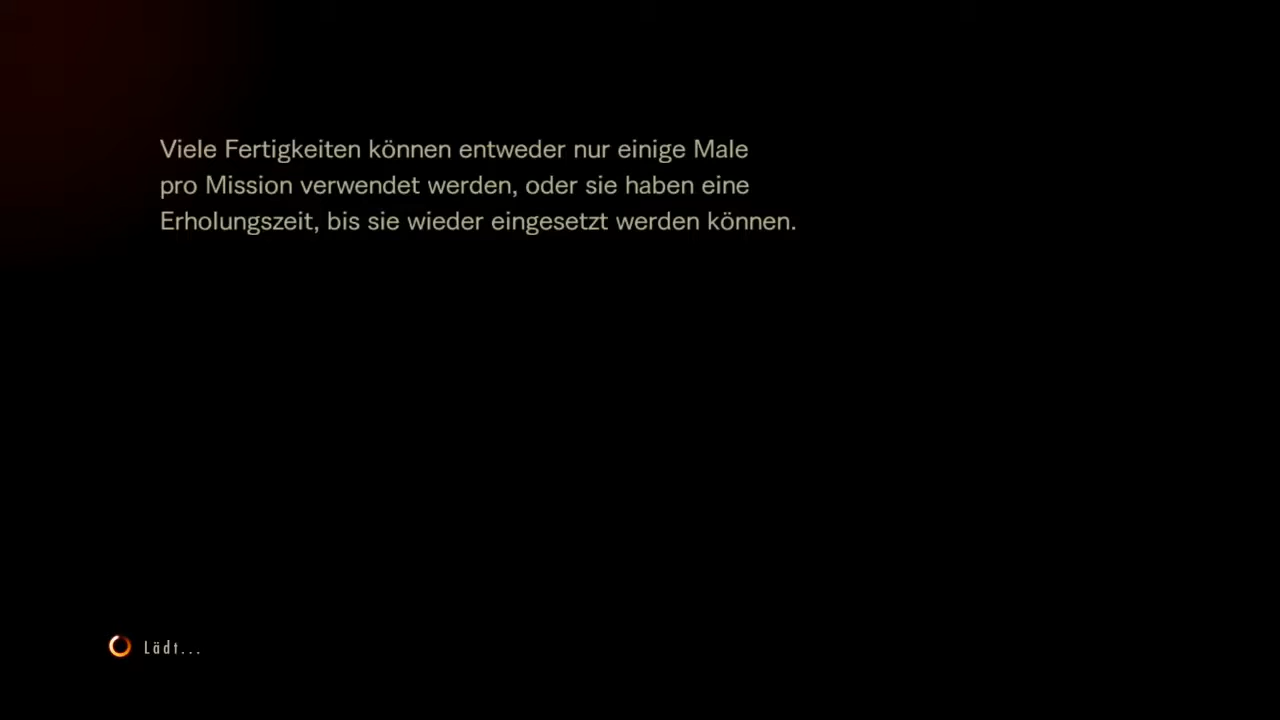 Viele Fertigkeiten können entweder nur einige Male
pro Mission verwendet werden, oder sie haben eine
Erholungszeit, bis sie wieder eingesetzt werden können.
Lädt...